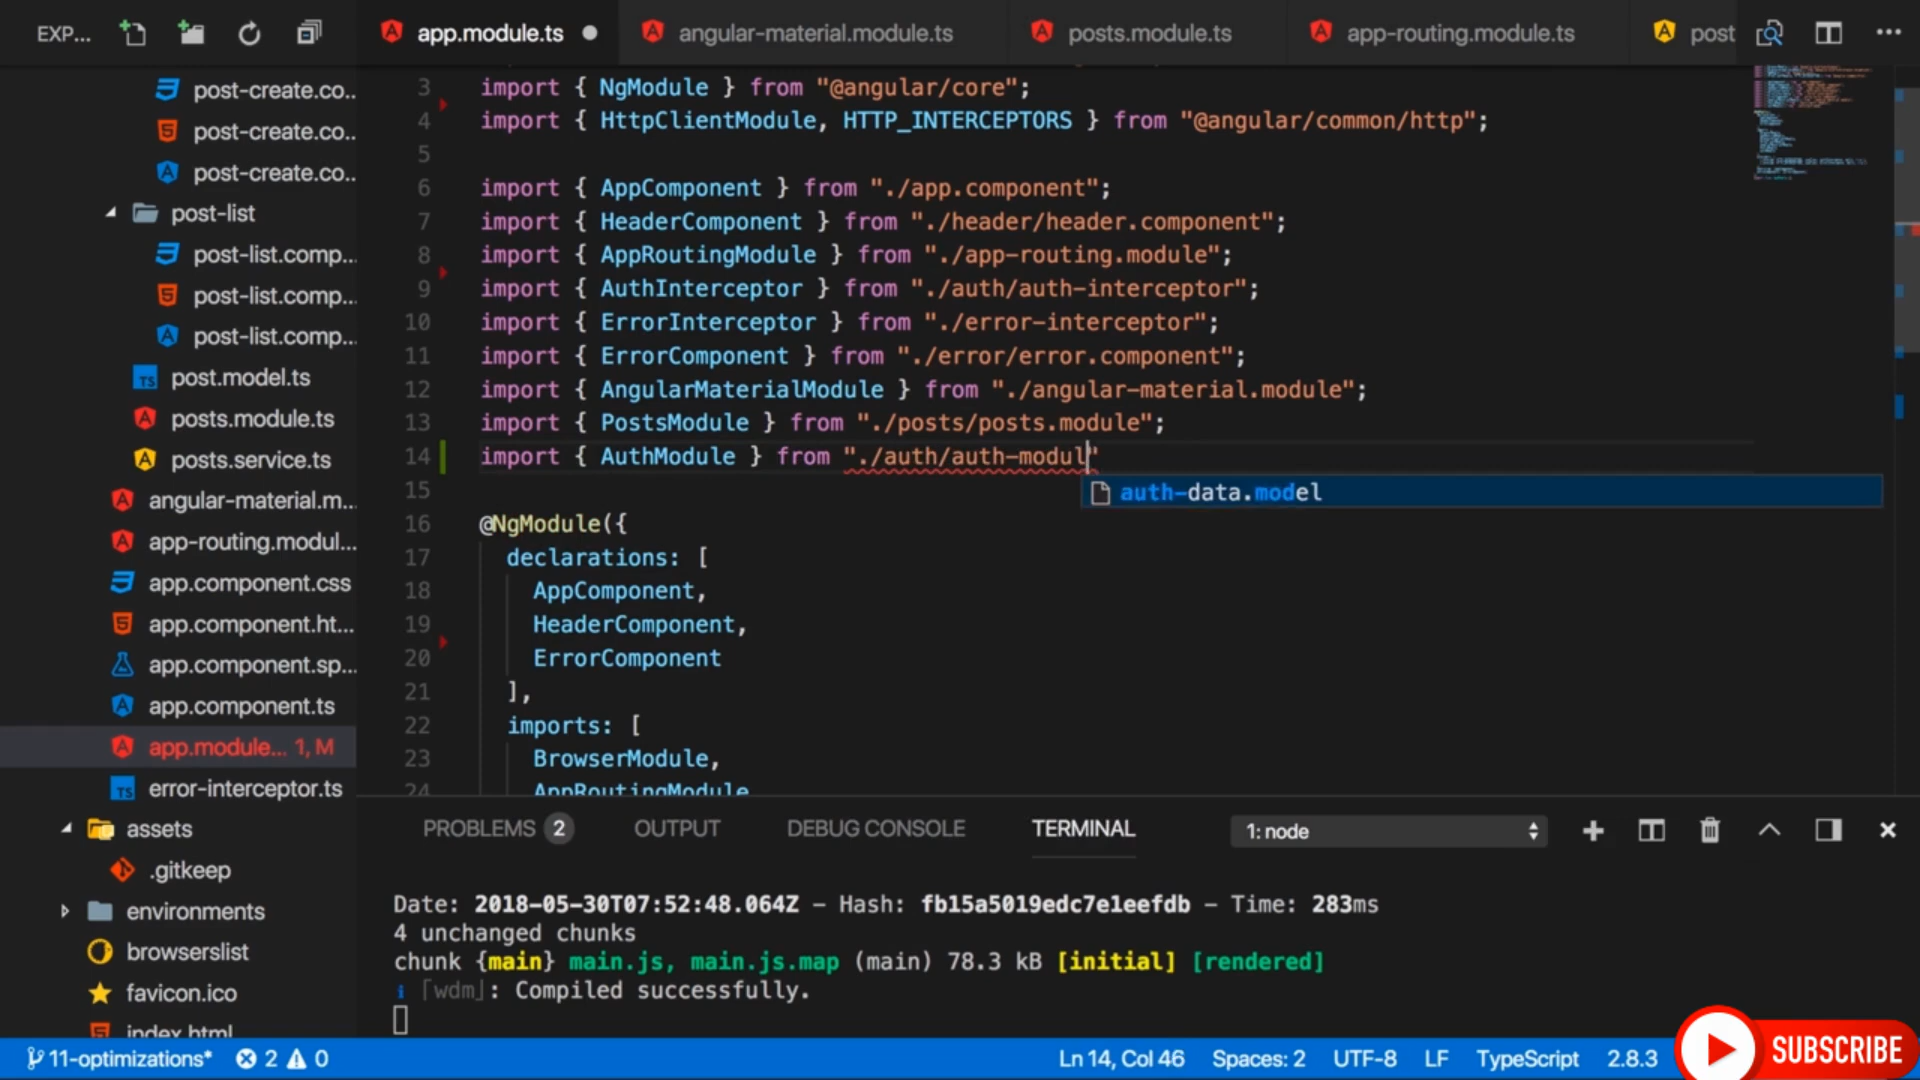 EXP...
app.module.ts
angular-material.module.ts
posts.module.ts
app-routing.module.ts
post
post-create.co..
post-create.co..
post-create.co..
post-list
post-list.comp...
post-list.comp...
post-list.comp...
post.model.ts
posts.module.ts
posts.service.ts
angular-material.m...
app-routing.modul...
app.component.css
app.component.ht...
app.component.sp...
app.component.ts
app.module... 1, M
error-interceptor.ts
assets
.gitkeep
environments
browserslist
favicon.ico
index.html
3 import { NgModule } from "@angular/core";
4 import { HttpClientModule, HTTP_INTERCEPTORS } from "@angular/common/http";
5
6 import { AppComponent } from "./app.component";
7 import { HeaderComponent } from "./header/header.component";
8 import { AppRoutingModule } from "./app-routing.module";
9 import { AuthInterceptor } from "./auth/auth-interceptor";
10 import { ErrorInterceptor } from "./error-interceptor";
11 import { ErrorComponent } from "./error/error.component";
12 import { AngularMaterialModule } from "./angular-material.module";
13 import { PostsModule } from "./posts/posts.module";
14 import { AuthModule } from "./auth/auth-modul"
auth-data.model
15
16 @NgModule({
17 declarations: [
18 AppComponent,
19 HeaderComponent,
20 ErrorComponent
21 ],
22 imports: [
23 BrowserModule,
24 AppRoutingModule
PROBLEMS 2 OUTPUT DEBUG CONSOLE TERMINAL 1: node
Date: 2018-05-30T07:52:48.064Z - Hash: fb15a5019edc7e1eefdb - Time: 283ms
4 unchanged chunks
chunk {main} main.js, main.js.map (main) 78.3 kB [initial] [rendered]
i ｢wdm｣: Compiled successfully.
11-optimizations* 2 0 Ln 14, Col 46 Spaces: 2 UTF-8 LF TypeScript 2.8.3
SUBSCRIBE